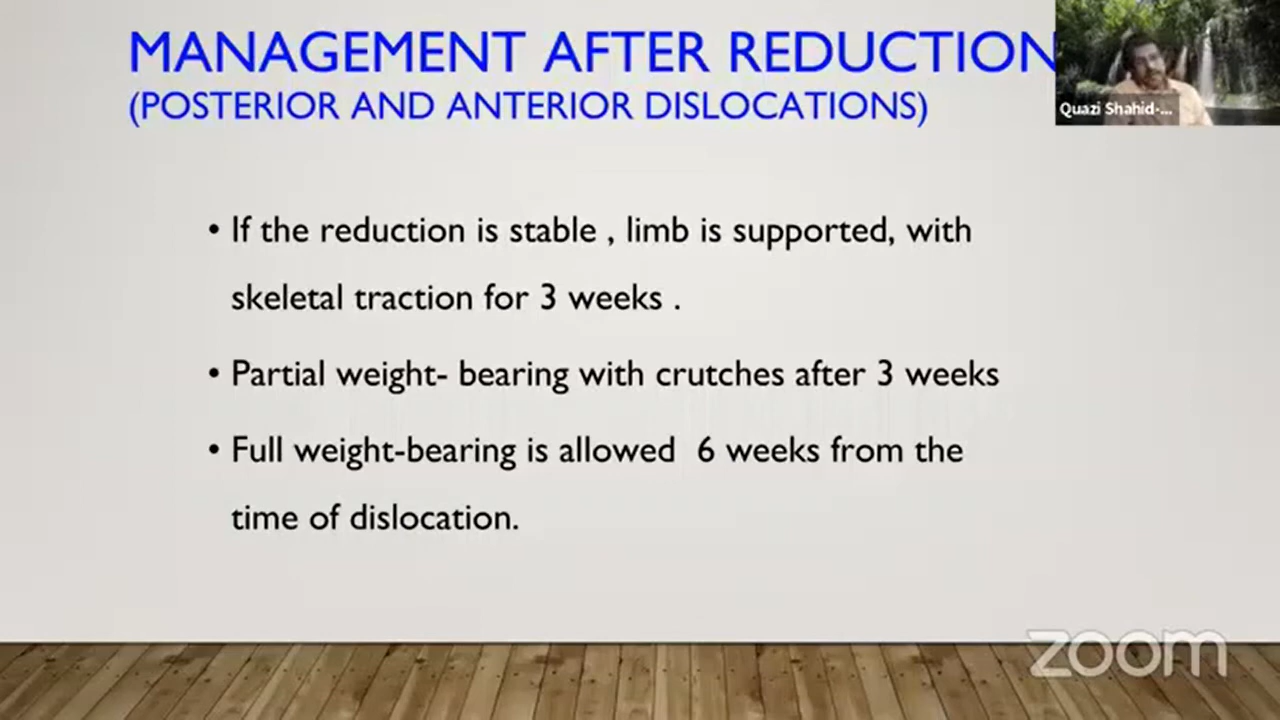 MANAGEMENT AFTER REDUCTION
(POSTERIOR AND ANTERIOR DISLOCATIONS)
Quazi Shahid-...
• If the reduction is stable , limb is supported, with
skeletal traction for 3 weeks .
• Partial weight- bearing with crutches after 3 weeks
• Full weight-bearing is allowed 6 weeks from the
time of dislocation.
zoom